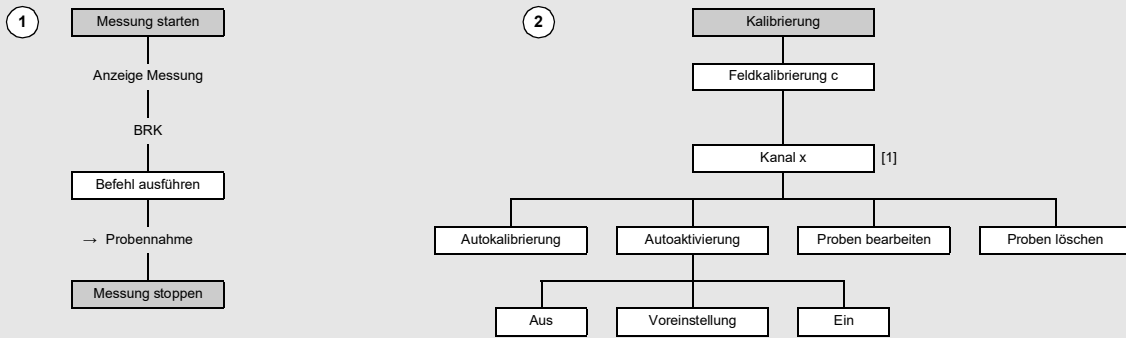 1
Messung starten
Anzeige Messung
BRK
Befehl ausführen
→ Probennahme
Messung stoppen
2
Kalibrierung
Feldkalibrierung c
Kanal x [1]
Autokalibrierung
Autoaktivierung
Proben bearbeiten
Proben löschen
Aus
Voreinstellung
Ein